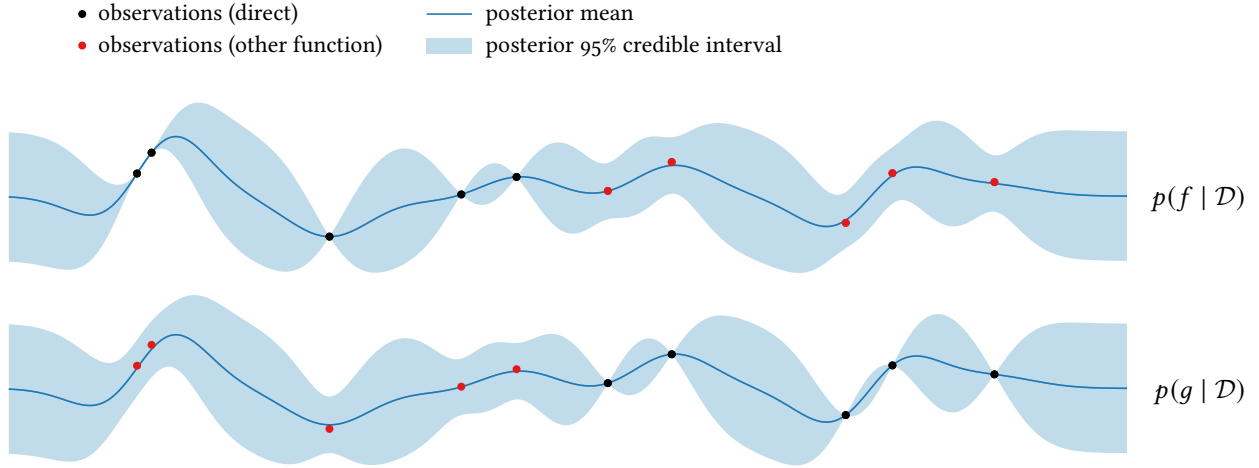 observations (direct)
posterior mean
observations (other function)
posterior 95% credible interval
p(f | 𝒟)
p(g | 𝒟)